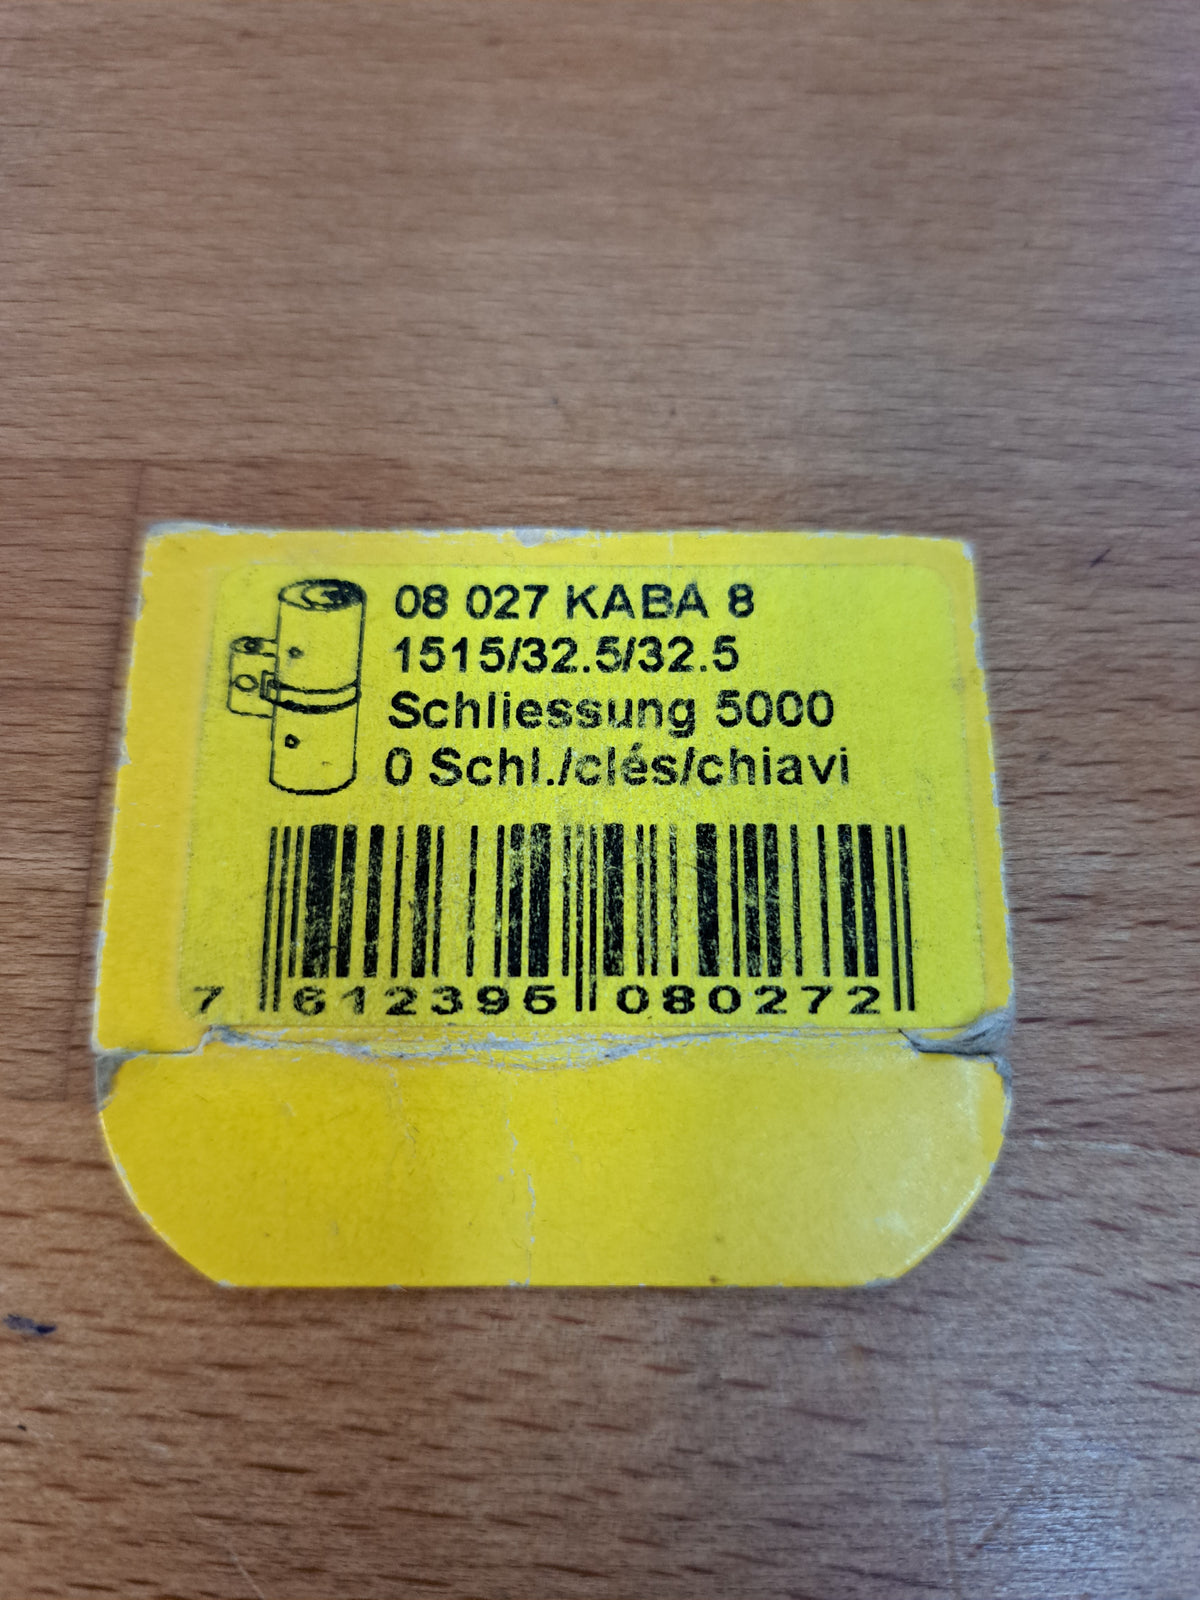 08 027 KABA 8
1515/32.5/32.5
Schliessung 5000
0 Schl./clés/chiavi
7 612395 080272